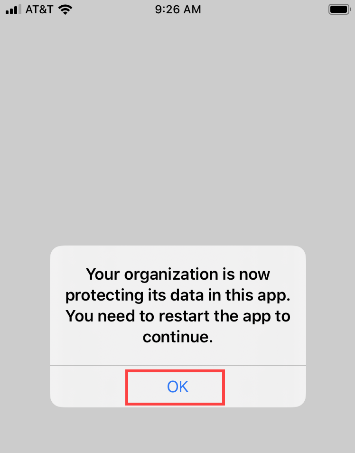 AT&T 9:26 AM
Your organization is now
protecting its data in this app.
You need to restart the app to
continue.
OK